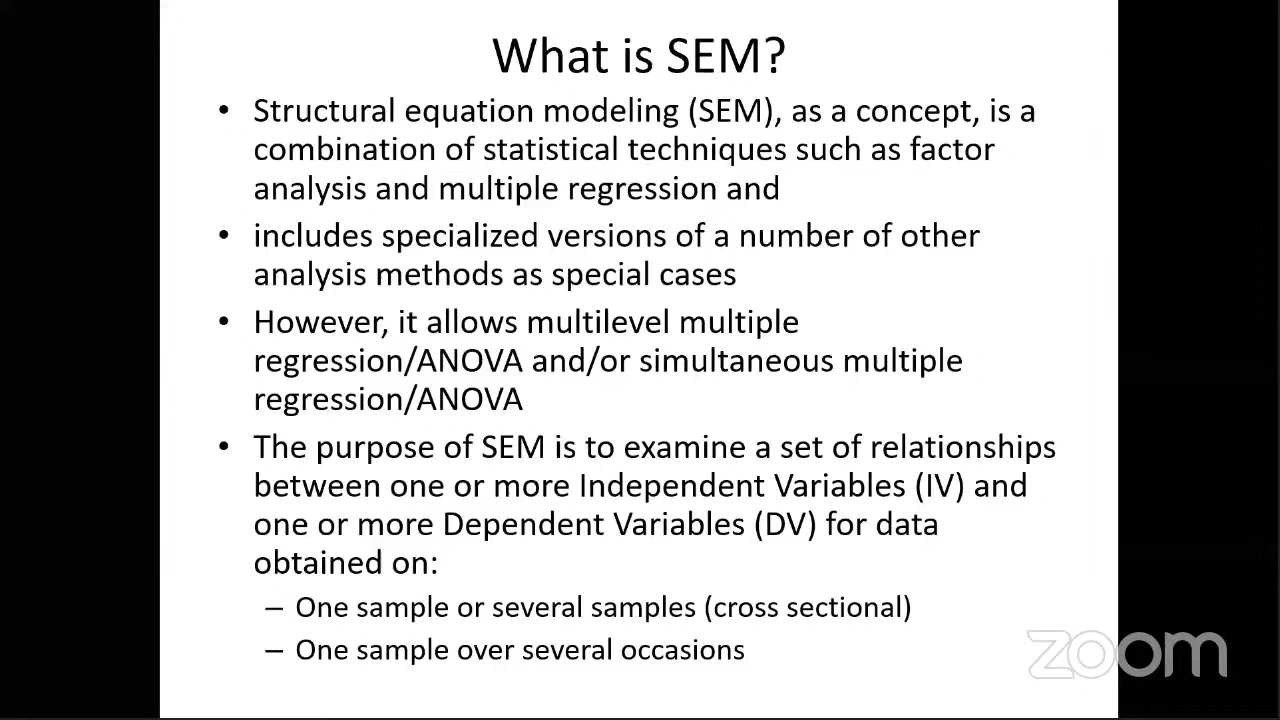 What is SEM?
• Structural equation modeling (SEM), as a concept, is a
combination of statistical techniques such as factor
analysis and multiple regression and
• includes specialized versions of a number of other
analysis methods as special cases
• However, it allows multilevel multiple
regression/ANOVA and/or simultaneous multiple
regression/ANOVA
• The purpose of SEM is to examine a set of relationships
between one or more Independent Variables (IV) and
one or more Dependent Variables (DV) for data
obtained on:
– One sample or several samples (cross sectional)
– One sample over several occasions
zoom